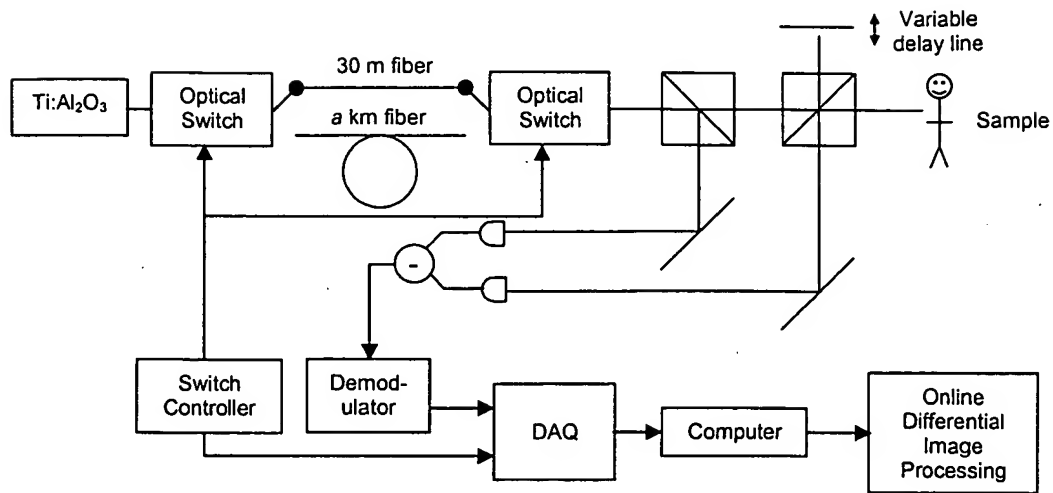 Variable
delay line
30 m fiber
Ti:Al₂O₃
Optical
Switch
a km fiber
Optical
Switch
Sample
-
Switch
Controller
Demod-
ulator
DAQ
Computer
Online
Differential
Image
Processing